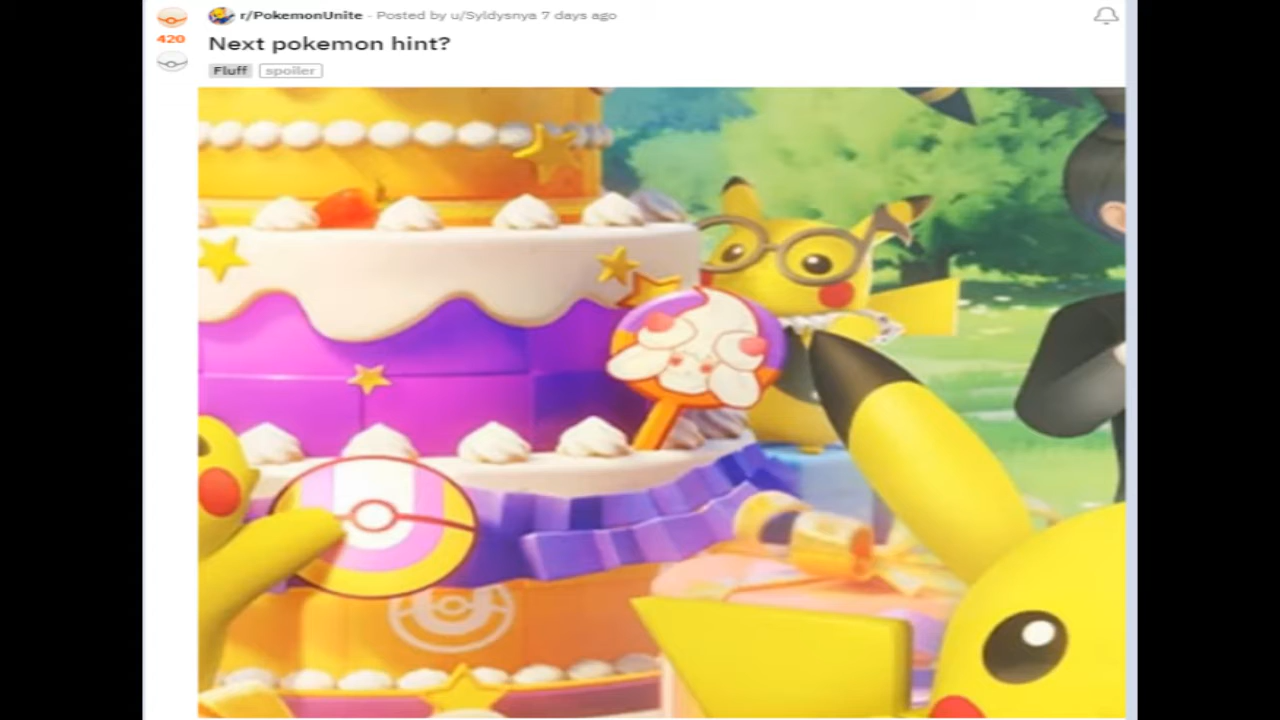 r/PokemonUnite · Posted by u/Syldysnya 7 days ago
420
Next pokemon hint?
Fluff spoiler